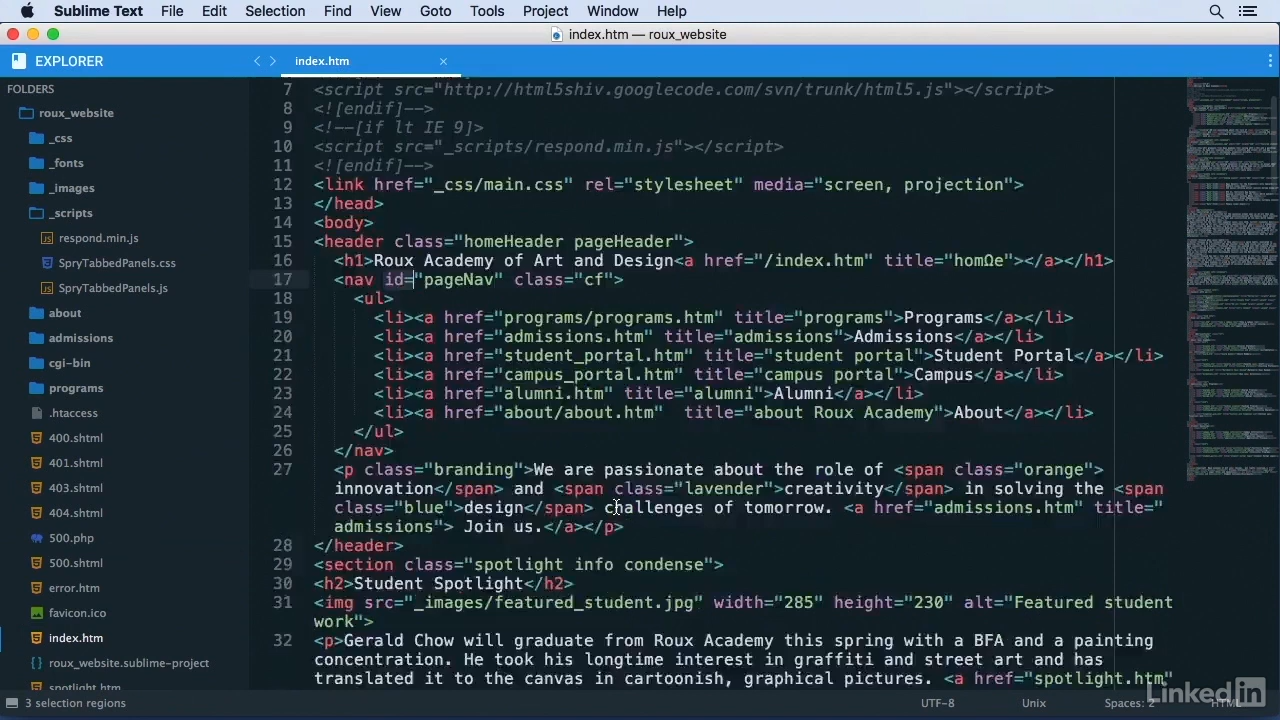 Sublime Text File Edit Selection Find View Goto Tools Project Window Help
index.htm — roux_website
EXPLORER
index.htm
FOLDERS
roux_website
_css
_fonts
_images
_scripts
respond.min.js
SpryTabbedPanels.css
SpryTabbedPanels.js
about
admissions
cgi-bin
programs
.htaccess
400.shtml
401.shtml
403.shtml
404.shtml
500.php
500.shtml
error.htm
favicon.ico
index.htm
roux_website.sublime-project
spotlight.htm
7 <script src="http://html5shiv.googlecode.com/svn/trunk/html5.js"></script>
8 <![endif]-->
9 <!--[if lt IE 9]>
10 <script src="_scripts/respond.min.js"></script>
11 <![endif]-->
12 <link href="_css/main.css" rel="stylesheet" media="screen, projection">
13 </head>
14 <body>
15 <header class="homeHeader pageHeader">
16 <h1>Roux Academy of Art and Design<a href="/index.htm" title="homΩe"></a></h1>
17 <nav id="pageNav" class="cf">
18 <ul>
19 <li><a href="programs/programs.htm" title="programs">Programs</a></li>
20 <li><a href="admissions.htm" title="admissions">Admissions</a></li>
21 <li><a href="student_portal.htm" title="student portal">Student Portal</a></li>
22 <li><a href="campus_portal.htm" title="campus portal">Campus</a></li>
23 <li><a href="alumni.htm" title="alumni">Alumri</a></li>
24 <li><a href="about/about.htm" title="about Roux Academy">About</a></li>
25 </ul>
26 </nav>
27 <p class="branding">We are passionate about the role of <span class="orange">
innovation</span> and <span class="lavender">creativity</span> in solving the <span
class="blue">design</span> challenges of tomorrow. <a href="admissions.htm" title="
admissions"> Join us.</a></p>
28 </header>
29 <section class="spotlight info condense">
30 <h2>Student Spotlight</h2>
31 <img src="_images/featured_student.jpg" width="285" height="230" alt="Featured student
work">
32 <p>Gerald Chow will graduate from Roux Academy this spring with a BFA and a painting
concentration. He took his longtime interest in graffiti and street art and has
translated it to the canvas in cartoonish, graphical pictures. <a href="spotlight.htm"
3 selection regions
UTF-8 Unix Spaces: 2 HTML
LinkedIn